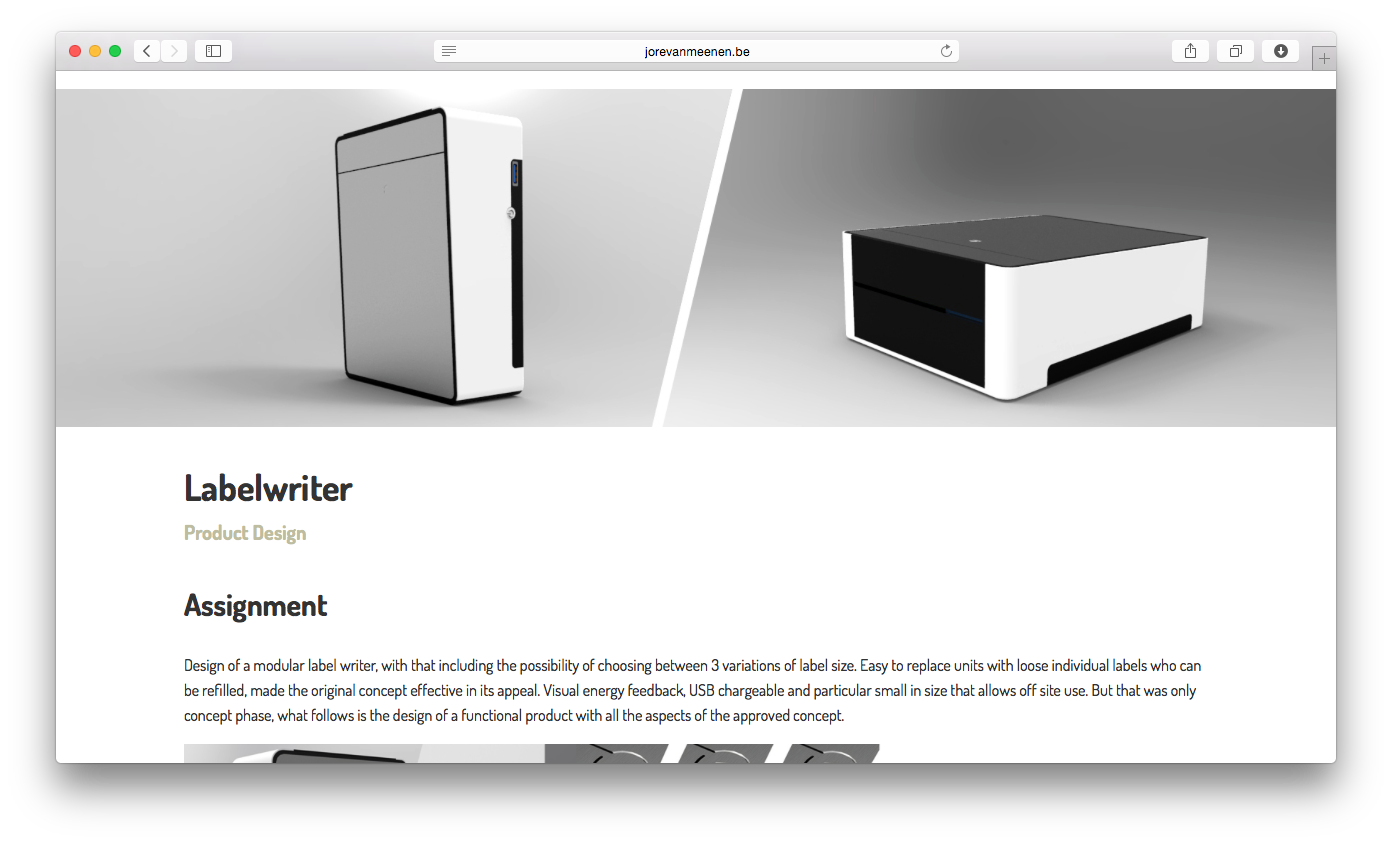 jorevanmeenen.be
Labelwriter
Product Design
Assignment
Design of a modular label writer, with that including the possibility of choosing between 3 variations of label size. Easy to replace units with loose individual labels who can
be refilled, made the original concept effective in its appeal. Visual energy feedback, USB chargeable and particular small in size that allows off site use. But that was only
concept phase, what follows is the design of a functional product with all the aspects of the approved concept.